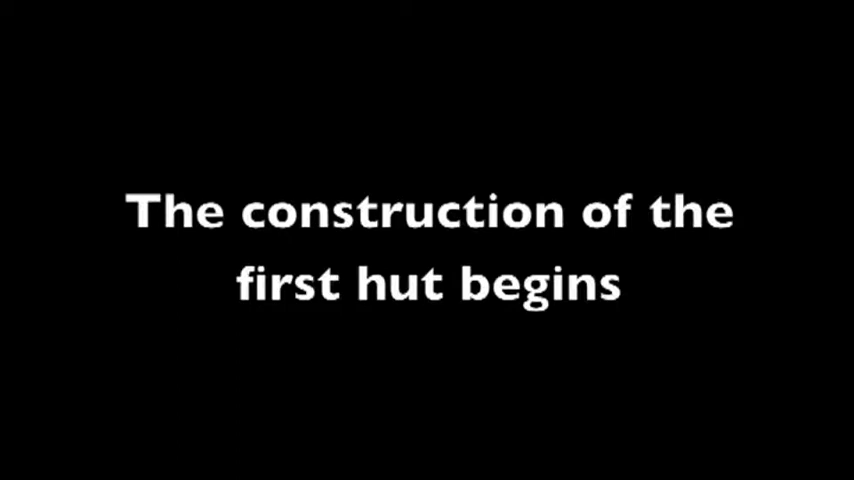 The construction of the
first hut begins